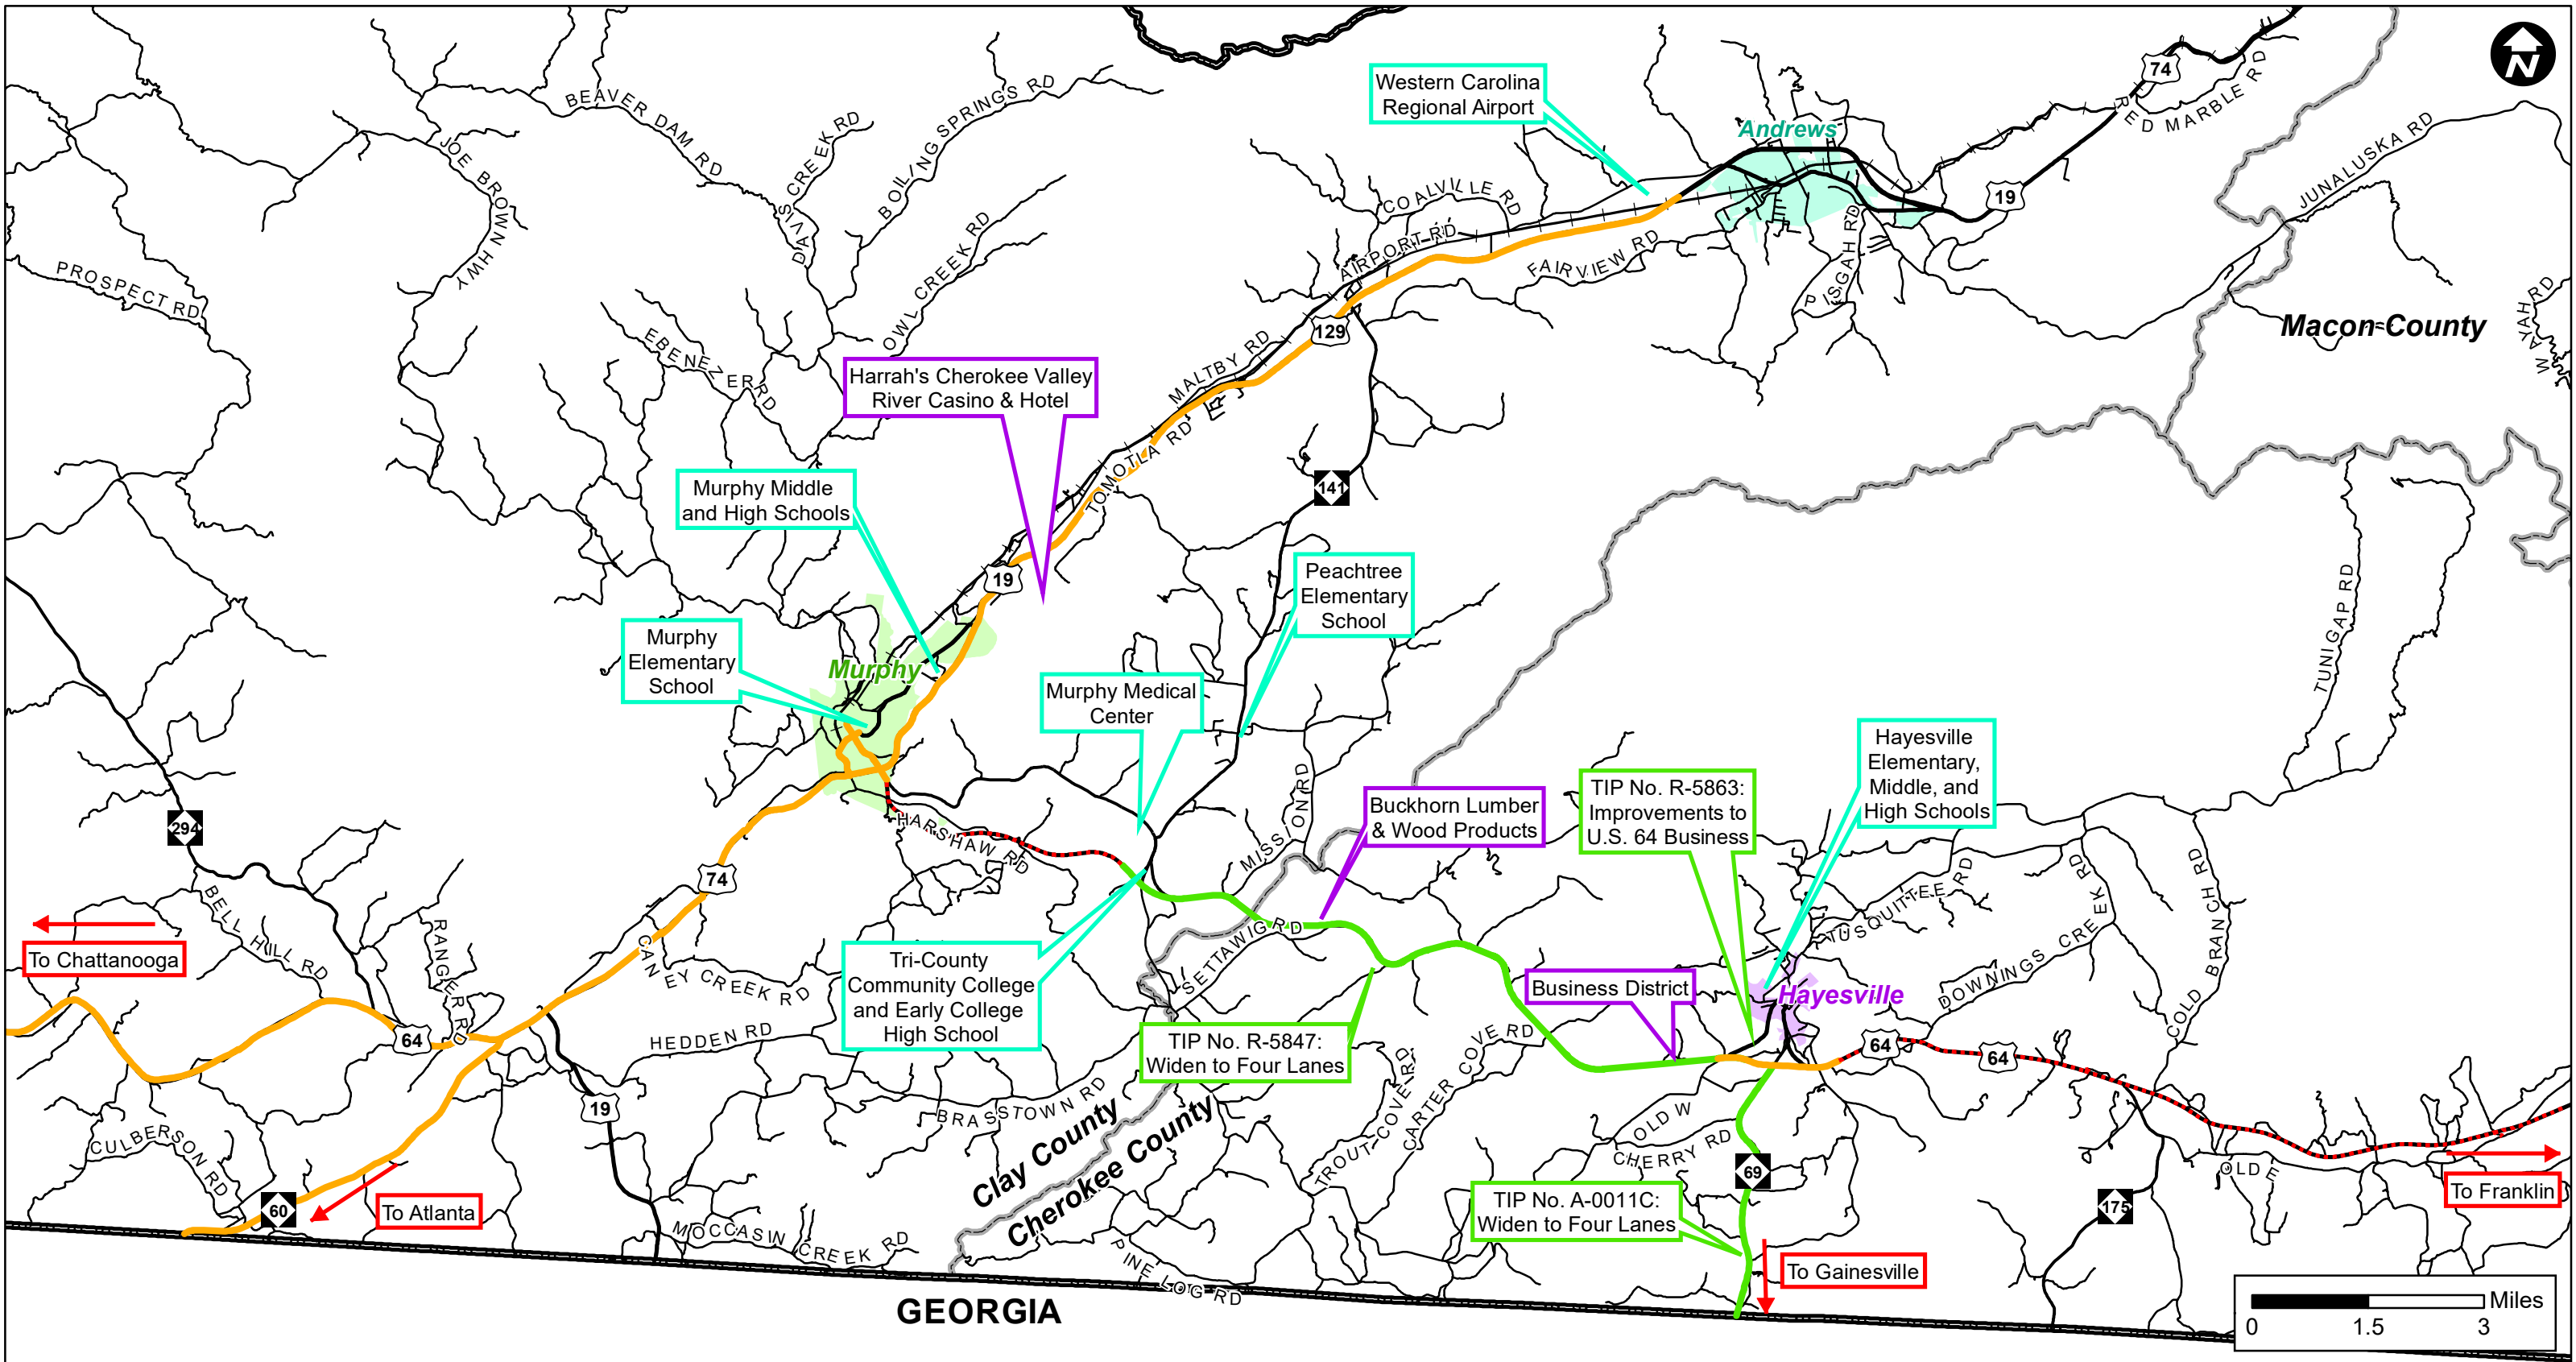 N
74
RED MARBLE RD
Western Carolina
Regional Airport
Andrews
BEAVER DAM RD
BOILING SPRINGS RD
DAVIS CREEK RD
JOE BROWN HWY
JUNALUSKA RD
COALVILLE RD
19
PISGAH RD
AIRPORT RD
FAIRVIEW RD
OWL CREEK RD
PROSPECT RD
WAYAH RD
Macon County
129
EBENEZER RD
MALTBY RD
Harrah's Cherokee Valley
River Casino & Hotel
TOMOTLA RD
Murphy Middle
and High Schools
141
19
Peachtree
Elementary
School
TUNIGAP RD
Murphy
Elementary
School
Murphy
Murphy Medical
Center
Hayesville
Elementary,
Middle, and
High Schools
TIP No. R-5863:
Improvements to
U.S. 64 Business
Buckhorn Lumber
& Wood Products
MISSION RD
294
HARSHAW RD
74
BELL HILL RD
RANGER RD
TUSQUITTEE RD
DOWNINGS CREEK RD
COLD BRANCH RD
To Chattanooga
CANEY CREEK RD
Tri-County
Community College
and Early College
High School
SETTAWIG RD
Business District
Hayesville
64
HEDDEN RD
TIP No. R-5847:
Widen to Four Lanes
64
64
19
BRASSTOWN RD
TROUT COVE RD
CARTER COVE RD
OLD W
CHERRY RD
CULBERSON RD
Clay County
Cherokee County
69
OLD E
To Franklin
60
To Atlanta
TIP No. A-0011C:
Widen to Four Lanes
175
MOCCASIN CREEK RD
PINE LOG RD
To Gainesville
GEORGIA
Miles
0 1.5 3